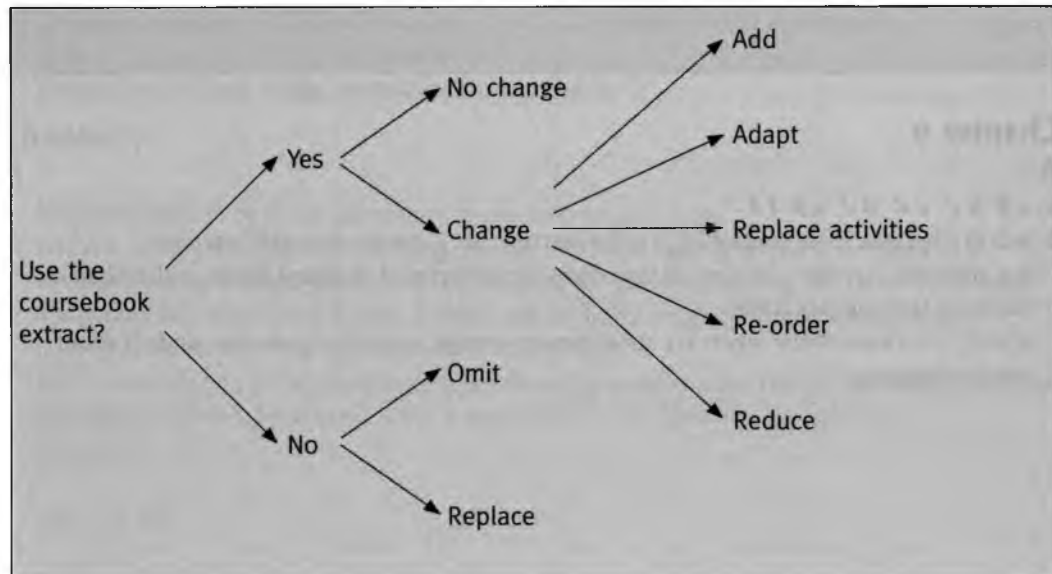 Add
No change
Adapt
Yes
Change
Replace activities
Use the
coursebook
extract?
Re-order
Omit
Reduce
No
Replace